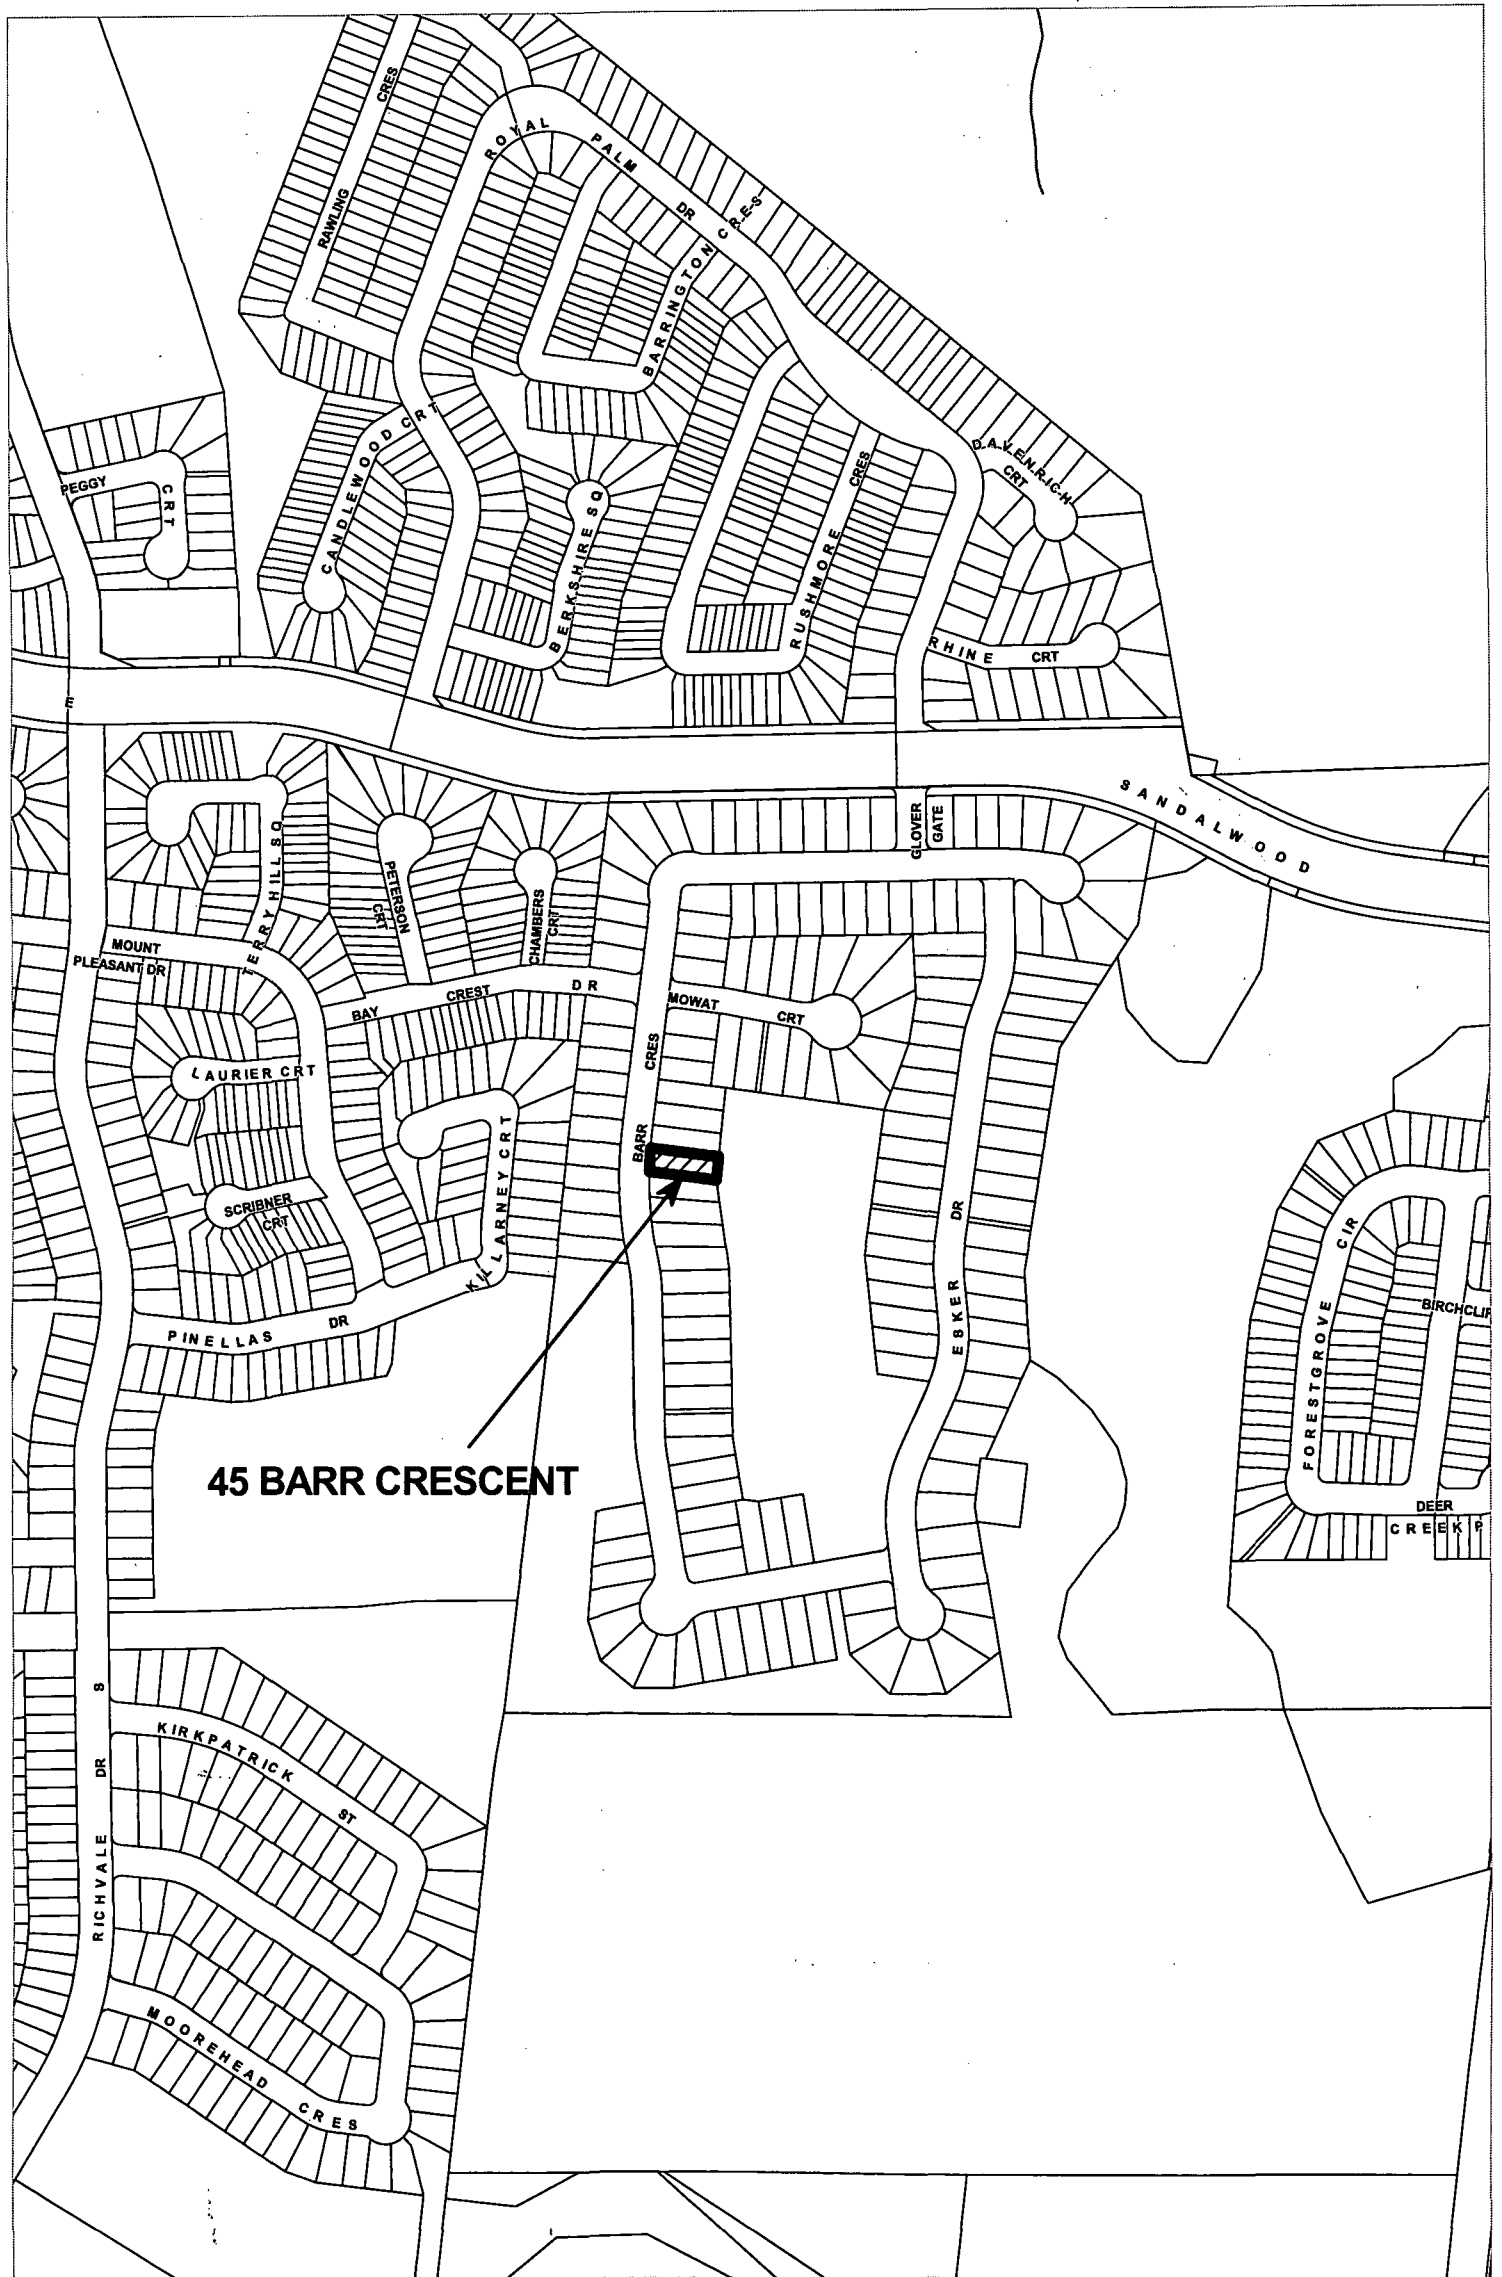 CRES
RAWLING
ROYAL
PALM
DR
BARRINGTON CRES
PEGGY
CRT
CANDLEWOOD CRT
BERKSHIRE SQ
RUSHMORE
CRES
DAVENRICH
CRT
RHINE
CRT
E
SANDALWOOD
GLOVER
GATE
TERRYHILL SQ
PETERSON
CRT
CHAMBERS
CRT
MOUNT
PLEASANT DR
BAY
CREST
DR
MOWAT
CRT
LAURIER CRT
CRES
BARR
KILLARNEY CRT
SCRIBNER
CRT
PINELLAS
DR
ESKER
DR
FORESTGROVE
CIR
BIRCHCLIF
45 BARR CRESCENT
DEER
CREEK P
RICHVALE DR S
KIRKPATRICK
ST
MOOREHEAD
CRES